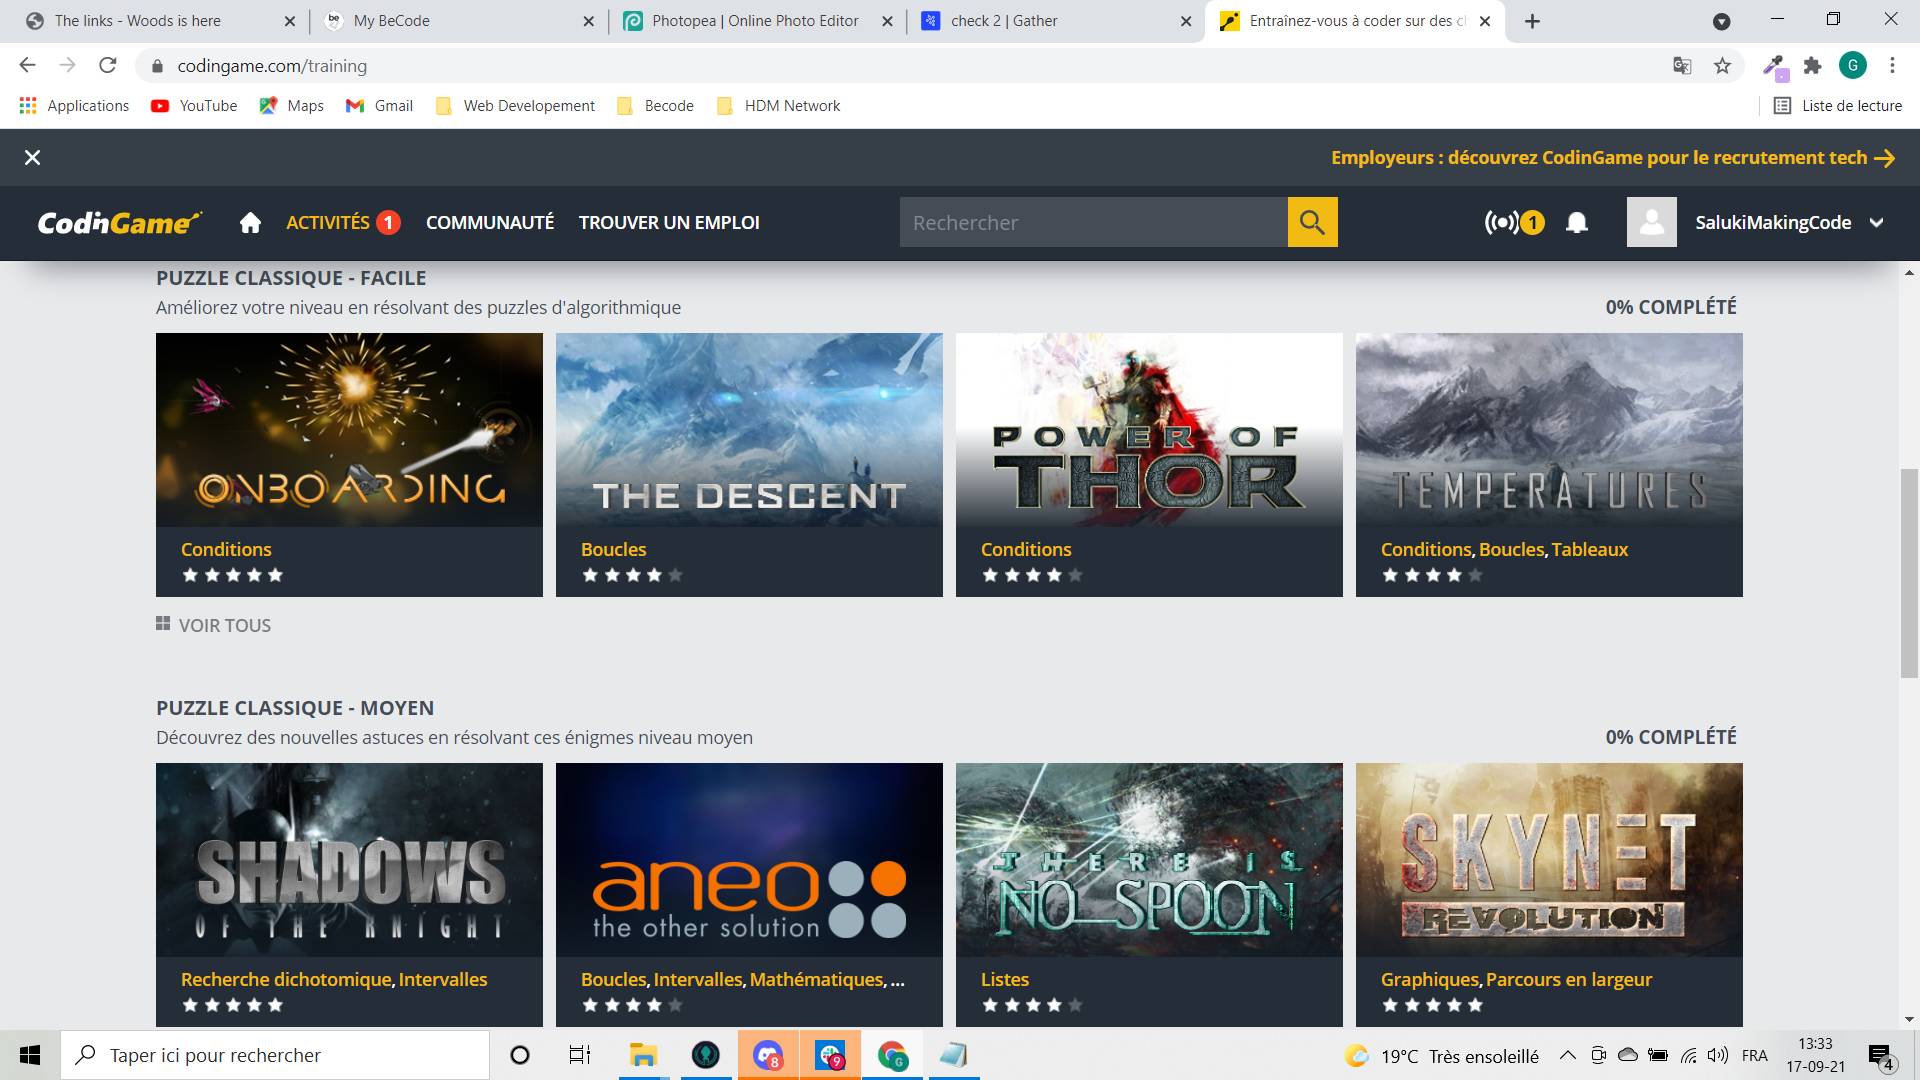 The links - Woods is here
My BeCode
Photopea | Online Photo Editor
check 2 | Gather
Entraînez-vous à coder sur des c
codingame.com/training
G
Applications
YouTube
Maps
Gmail
Web Developement
Becode
HDM Network
Liste de lecture
Employeurs : découvrez CodinGame pour le recrutement tech
CodinGame
ACTIVITÉS 1
COMMUNAUTÉ
TROUVER UN EMPLOI
Rechercher
1
SalukiMakingCode
PUZZLE CLASSIQUE - FACILE
Améliorez votre niveau en résolvant des puzzles d'algorithmique
0% COMPLÉTÉ
ONBOARDING
THE DESCENT
POWER OF
THOR
TEMPERATURES
Conditions
Boucles
Conditions
Conditions, Boucles, Tableaux
VOIR TOUS
PUZZLE CLASSIQUE - MOYEN
Découvrez des nouvelles astuces en résolvant ces énigmes niveau moyen
0% COMPLÉTÉ
SHADOWS
OF THE KNIGHT
aneo
the other solution
THERE IS
NO SPOON
SKYNET
REVOLUTION
Recherche dichotomique, Intervalles
Boucles, Intervalles, Mathématiques, ...
Listes
Graphiques, Parcours en largeur
Taper ici pour rechercher
8
9
G
19°C Très ensoleillé
FRA
13:33
17-09-21
4